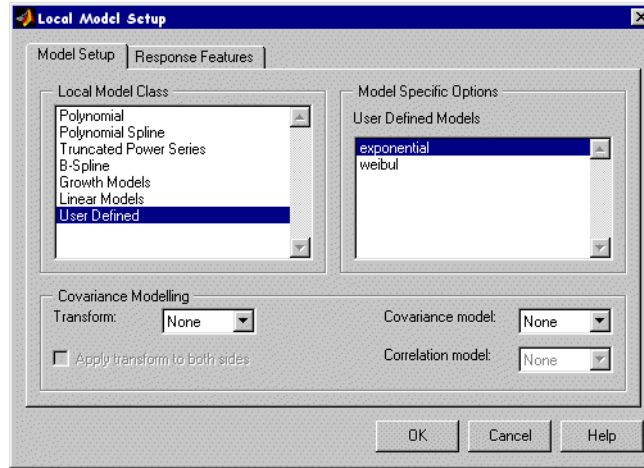 Local Model Setup
Model Setup
Response Features
Local Model Class
Polynomial
Polynomial Spline
Truncated Power Series
B-Spline
Growth Models
Linear Models
User Defined
Model Specific Options
User Defined Models
exponential
weibul
Covariance Modelling
Transform: None
Apply transform to both sides
Covariance model: None
Correlation model: None
OK
Cancel
Help